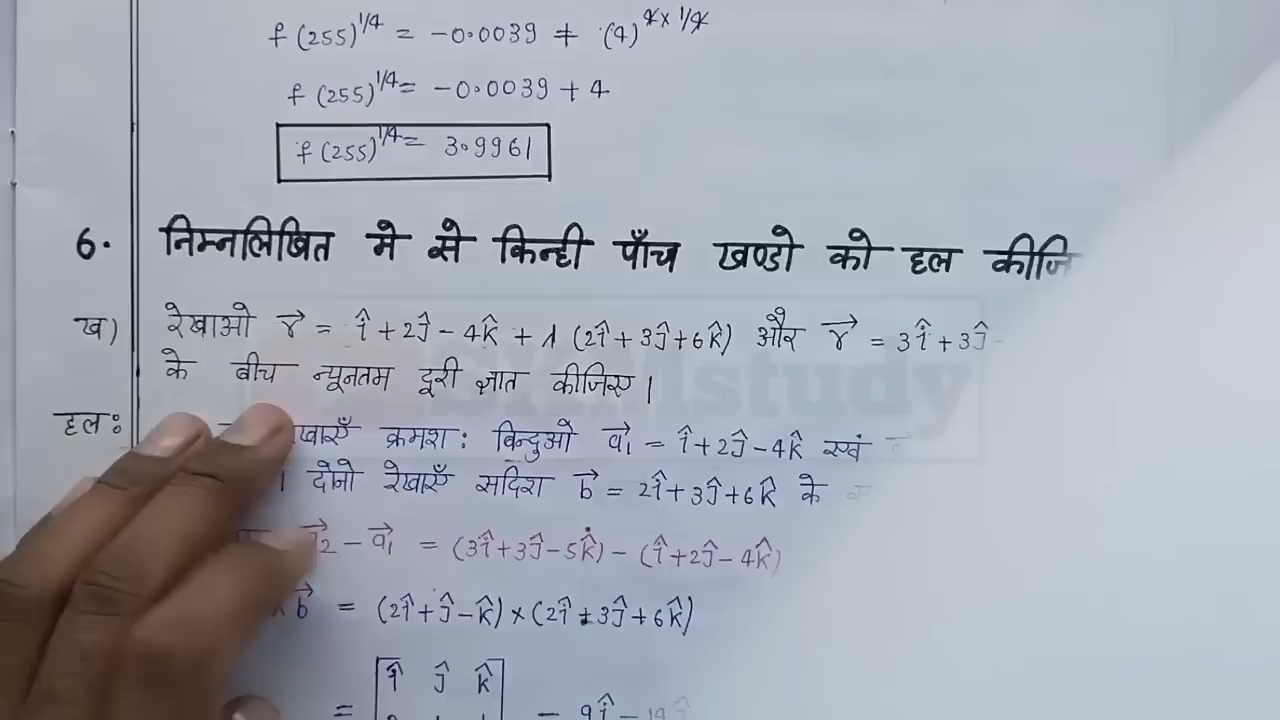 f(255)^1/4 = -0.0039 + (4)^4×1/4
f(255)^1/4 = -0.0039 + 4
f(255)^1/4 = 3.9961
6. निम्नलिखित मे से किन्ही पाँच खण्डो को हल कीजि
ख) रेखाओ r⃗ = î+2ĵ-4k̂ + λ (2î+3ĵ+6k̂) और r⃗ = 3î+3ĵ-
के बीच न्यूनतम दूरी ज्ञात कीजिए।
हल: क्रमश: बिन्दुओ a⃗₁ = î+2ĵ-4k̂ एवं
। दोनो रेखाएँ सदिश b⃗ = 2î+3ĵ+6k̂ के
a⃗₂ - a⃗₁ = (3î+3ĵ-5k̂) - (î+2ĵ-4k̂)
× b⃗ = (2î+ĵ-k̂) × (2î+3ĵ+6k̂)
= î ĵ k̂ = 9î -
SKMstudy